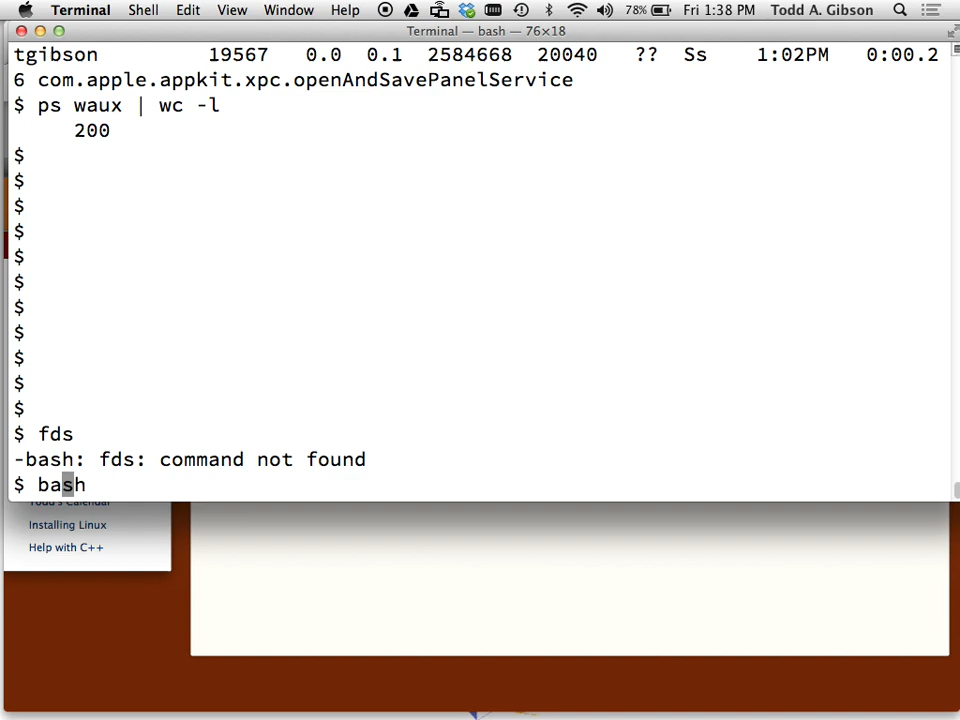 Terminal Shell Edit View Window Help 78% Fri 1:38 PM Todd A. Gibson
Terminal — bash — 76×18
tgibson 19567 0.0 0.1 2584668 20040 ?? Ss 1:02PM 0:00.2
6 com.apple.appkit.xpc.openAndSavePanelService
$ ps waux | wc -l
200
$
$
$
$
$
$
$
$
$
$
$
$ fds
-bash: fds: command not found
$ bash
Todd's Calendar
Installing Linux
Help with C++